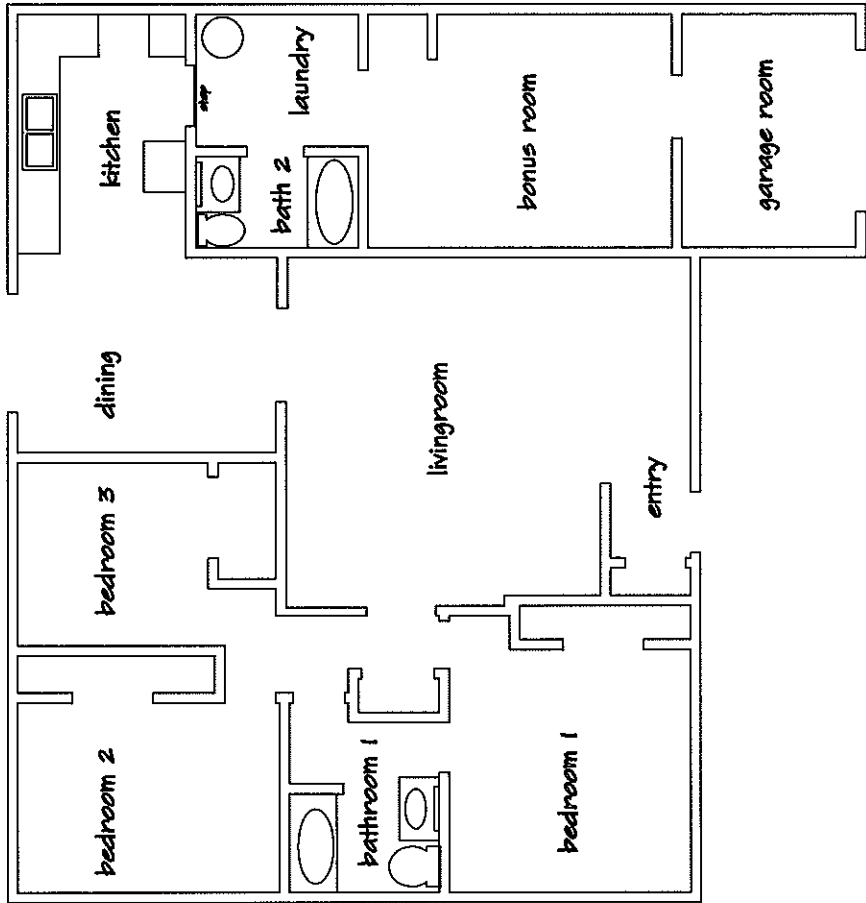 bedroom 2
bedroom 3
dining
kitchen
step
bath 2
laundry
bathroom 1
livingroom
bonus room
bedroom 1
entry
garage room